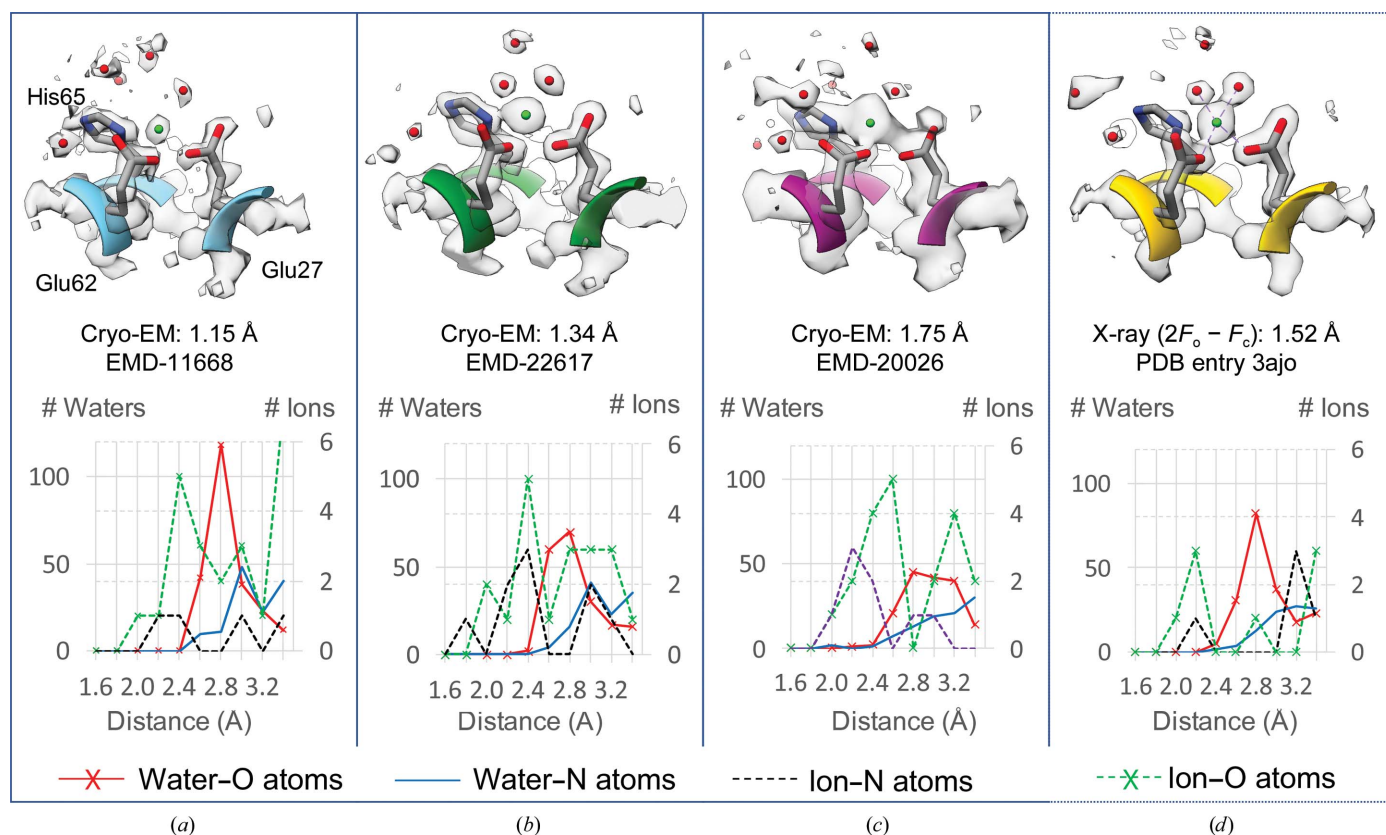 His65
Glu62
Glu27
Cryo-EM: 1.15 Å
EMD-11668
Cryo-EM: 1.34 Å
EMD-22617
Cryo-EM: 1.75 Å
EMD-20026
X-ray (2Fo − Fc): 1.52 Å
PDB entry 3ajo
# Waters # Ions
100
50
0
6
4
2
0
1.6 2.0 2.4 2.8 3.2
Distance (Å)
# Waters # Ions
100
50
0
6
4
2
0
1.6 2.0 2.4 2.8 3.2
Distance (Å)
# Waters # Ions
100
50
0
6
4
2
0
1.6 2.0 2.4 2.8 3.2
Distance (Å)
# Waters # Ions
100
50
0
6
4
2
0
1.6 2.0 2.4 2.8 3.2
Distance (Å)
Water–O atoms Water–N atoms Ion–N atoms Ion–O atoms
(a) (b) (c) (d)